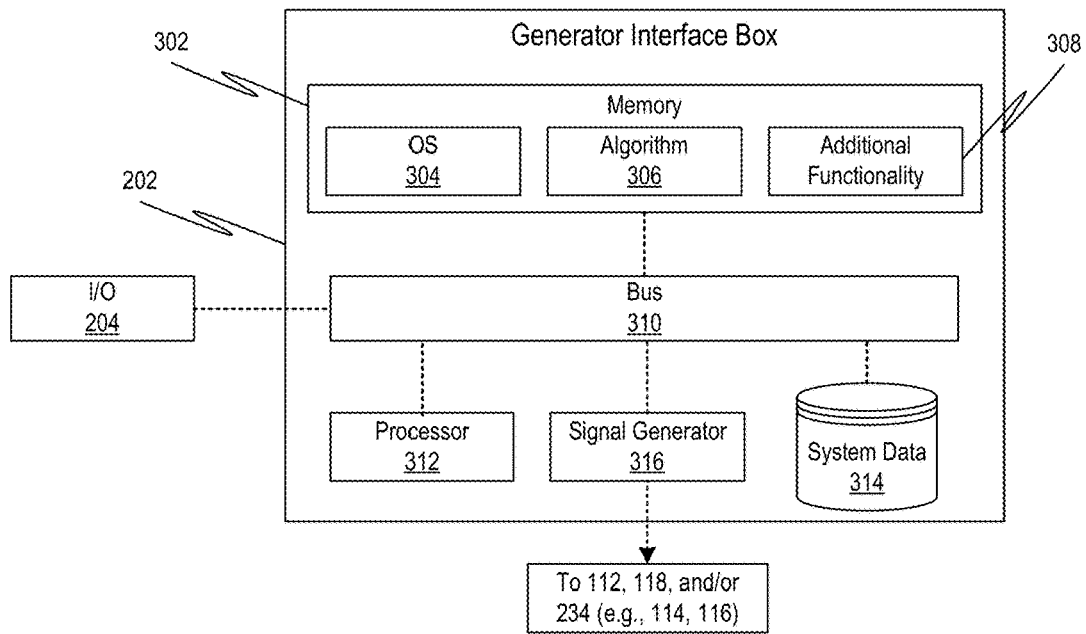 Generator Interface Box
302
308
Memory
OS
304
Algorithm
306
Additional
Functionality
202
I/O
204
Bus
310
Processor
312
Signal Generator
316
System Data
314
To 112, 118, and/or
234 (e.g., 114, 116)